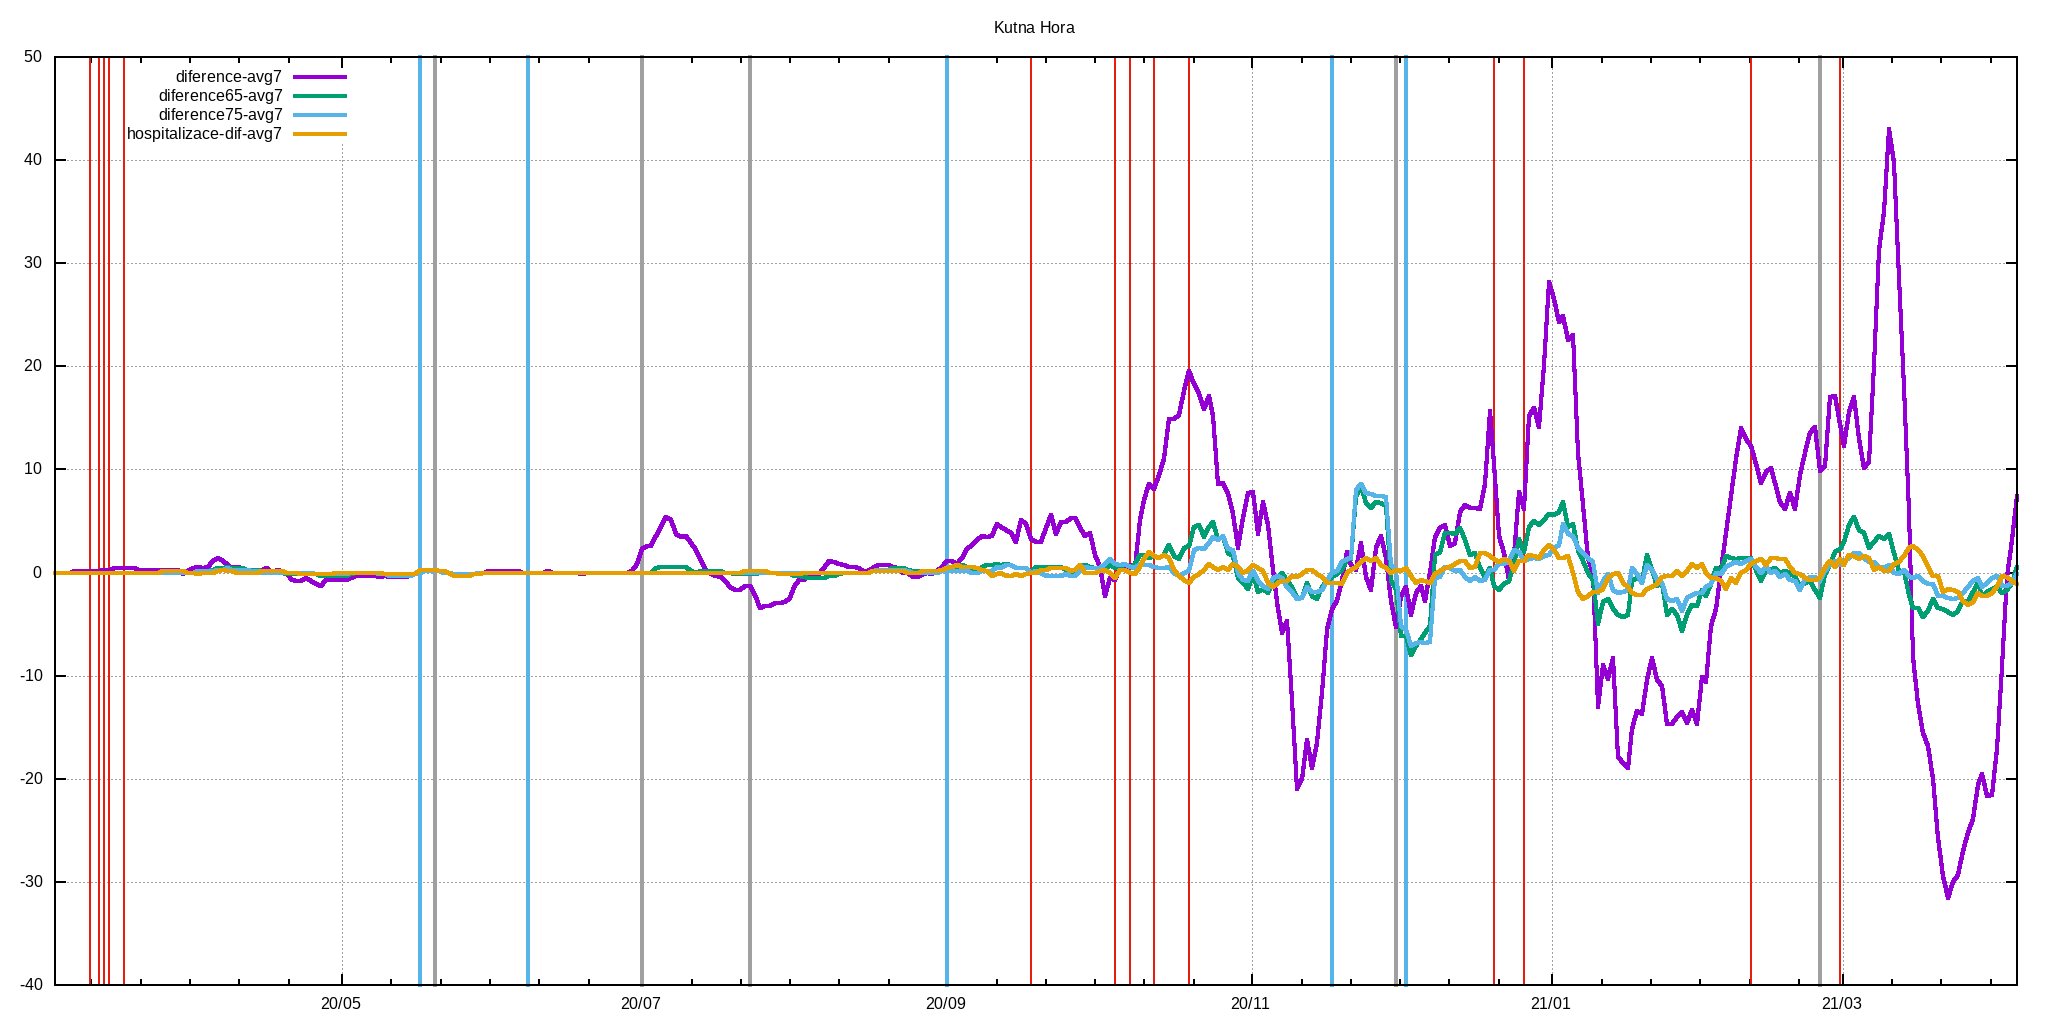 Kutna Hora
50
40
30
20
10
0
-10
-20
-30
-40
diference-avg7
diference65-avg7
diference75-avg7
hospitalizace-dif-avg7
20/05 20/07 20/09 20/11 21/01 21/03